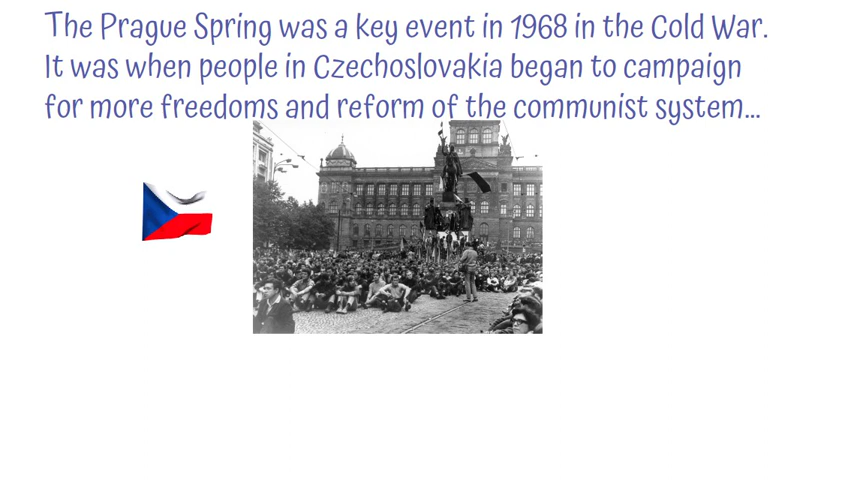 The Prague Spring was a key event in 1968 in the Cold War.
It was when people in Czechoslovakia began to campaign
for more freedoms and reform of the communist system...